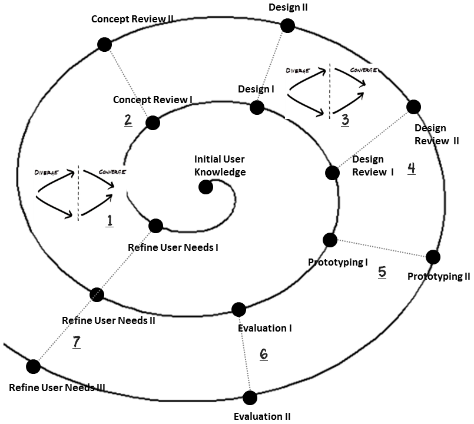 Design II
Concept Review II
DIVERGE
CONVERGE
Design I
Concept Review I
2
3
Design
Review II
Initial User
Knowledge
Design
Review I
4
DIVERGE
CONVERGE
1
Refine User Needs I
Prototyping I
5
Prototyping II
Refine User Needs II
Evaluation I
7
6
Refine User Needs III
Evaluation II